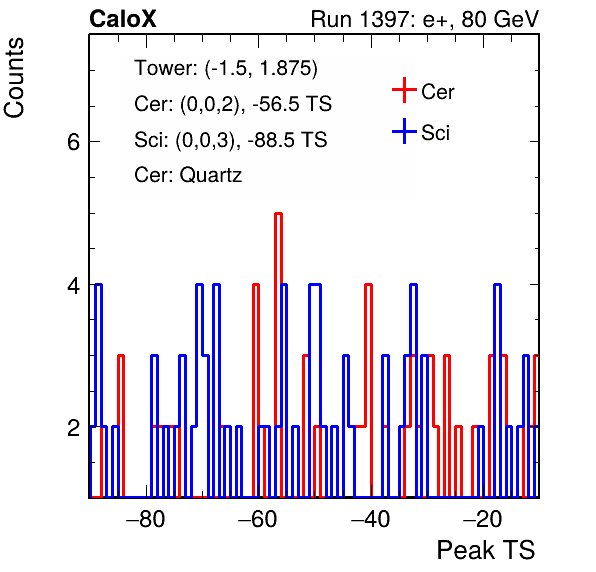 CaloX Run 1397: e+, 80 GeV
Counts
Tower: (-1.5, 1.875)
Cer: (0,0,2), -56.5 TS
Sci: (0,0,3), -88.5 TS
Cer: Quartz
Cer
Sci
6
4
2
−80 −60 −40 −20
Peak TS